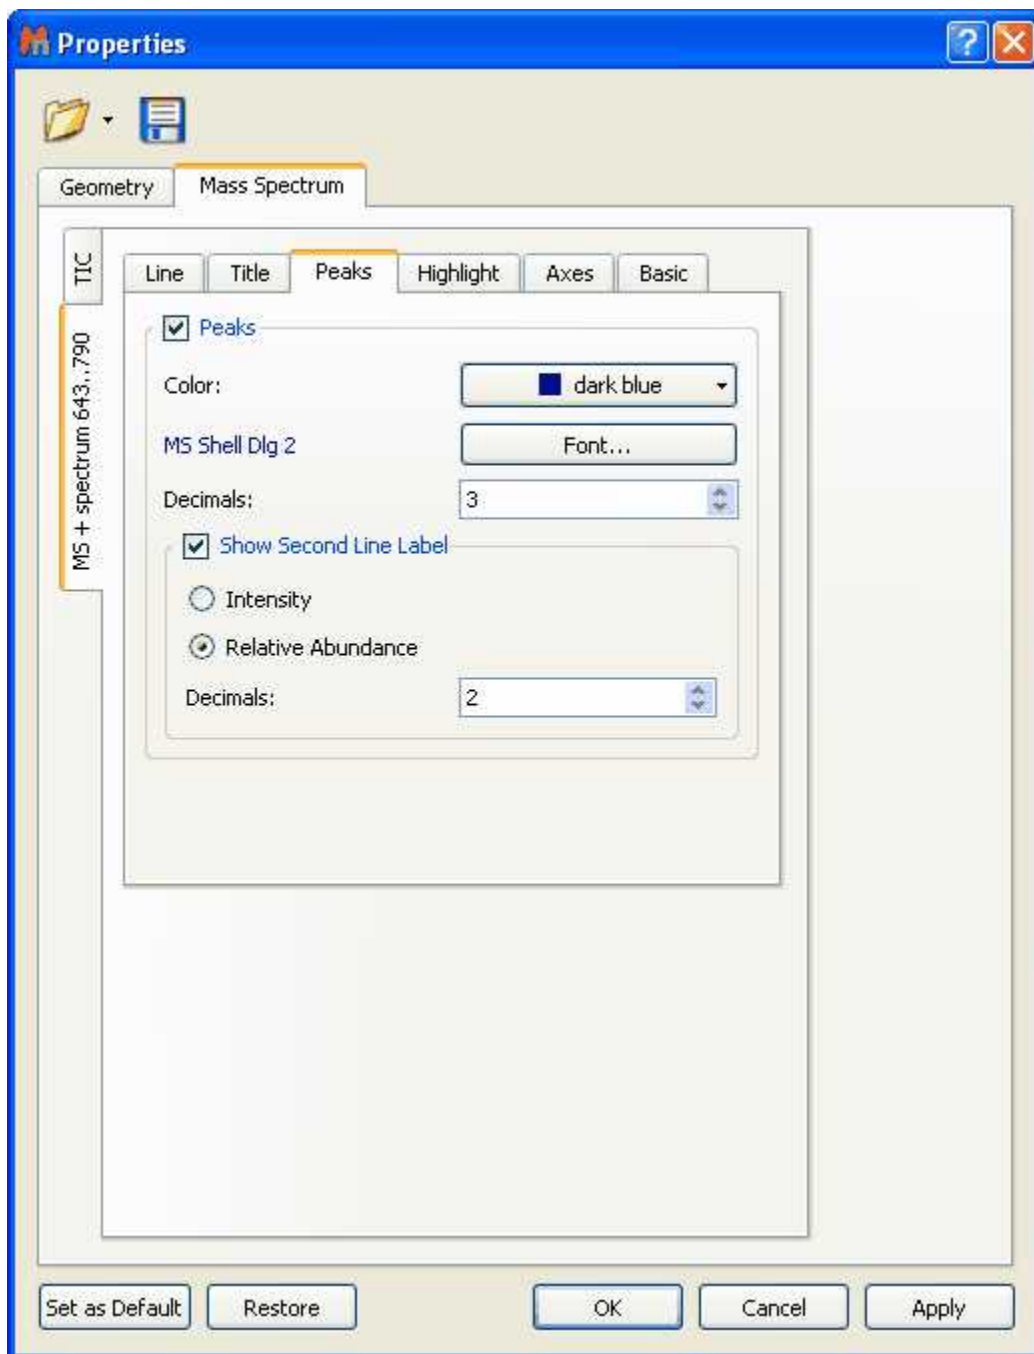 Properties
Geometry Mass Spectrum
TIC
MS + spectrum 643..790
Line Title Peaks Highlight Axes Basic
Peaks
Color: dark blue
MS Shell Dlg 2 Font...
Decimals: 3
Show Second Line Label
Intensity
Relative Abundance
Decimals: 2
Set as Default Restore OK Cancel Apply